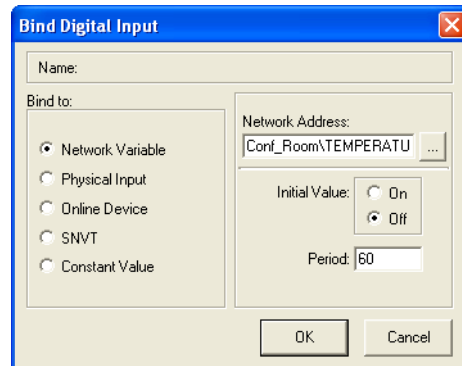 Bind Digital Input
Name:
Bind to:
Network Variable
Physical Input
Online Device
SNVT
Constant Value
Network Address:
Conf_Room\TEMPERATU
...
Initial Value:
On
Off
Period: 60
OK
Cancel